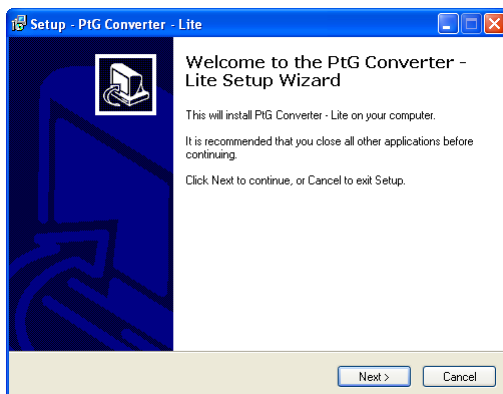 Setup - PtG Converter - Lite
Welcome to the PtG Converter -
Lite Setup Wizard
This will install PtG Converter - Lite on your computer.
It is recommended that you close all other applications before
continuing.
Click Next to continue, or Cancel to exit Setup.
Next >
Cancel